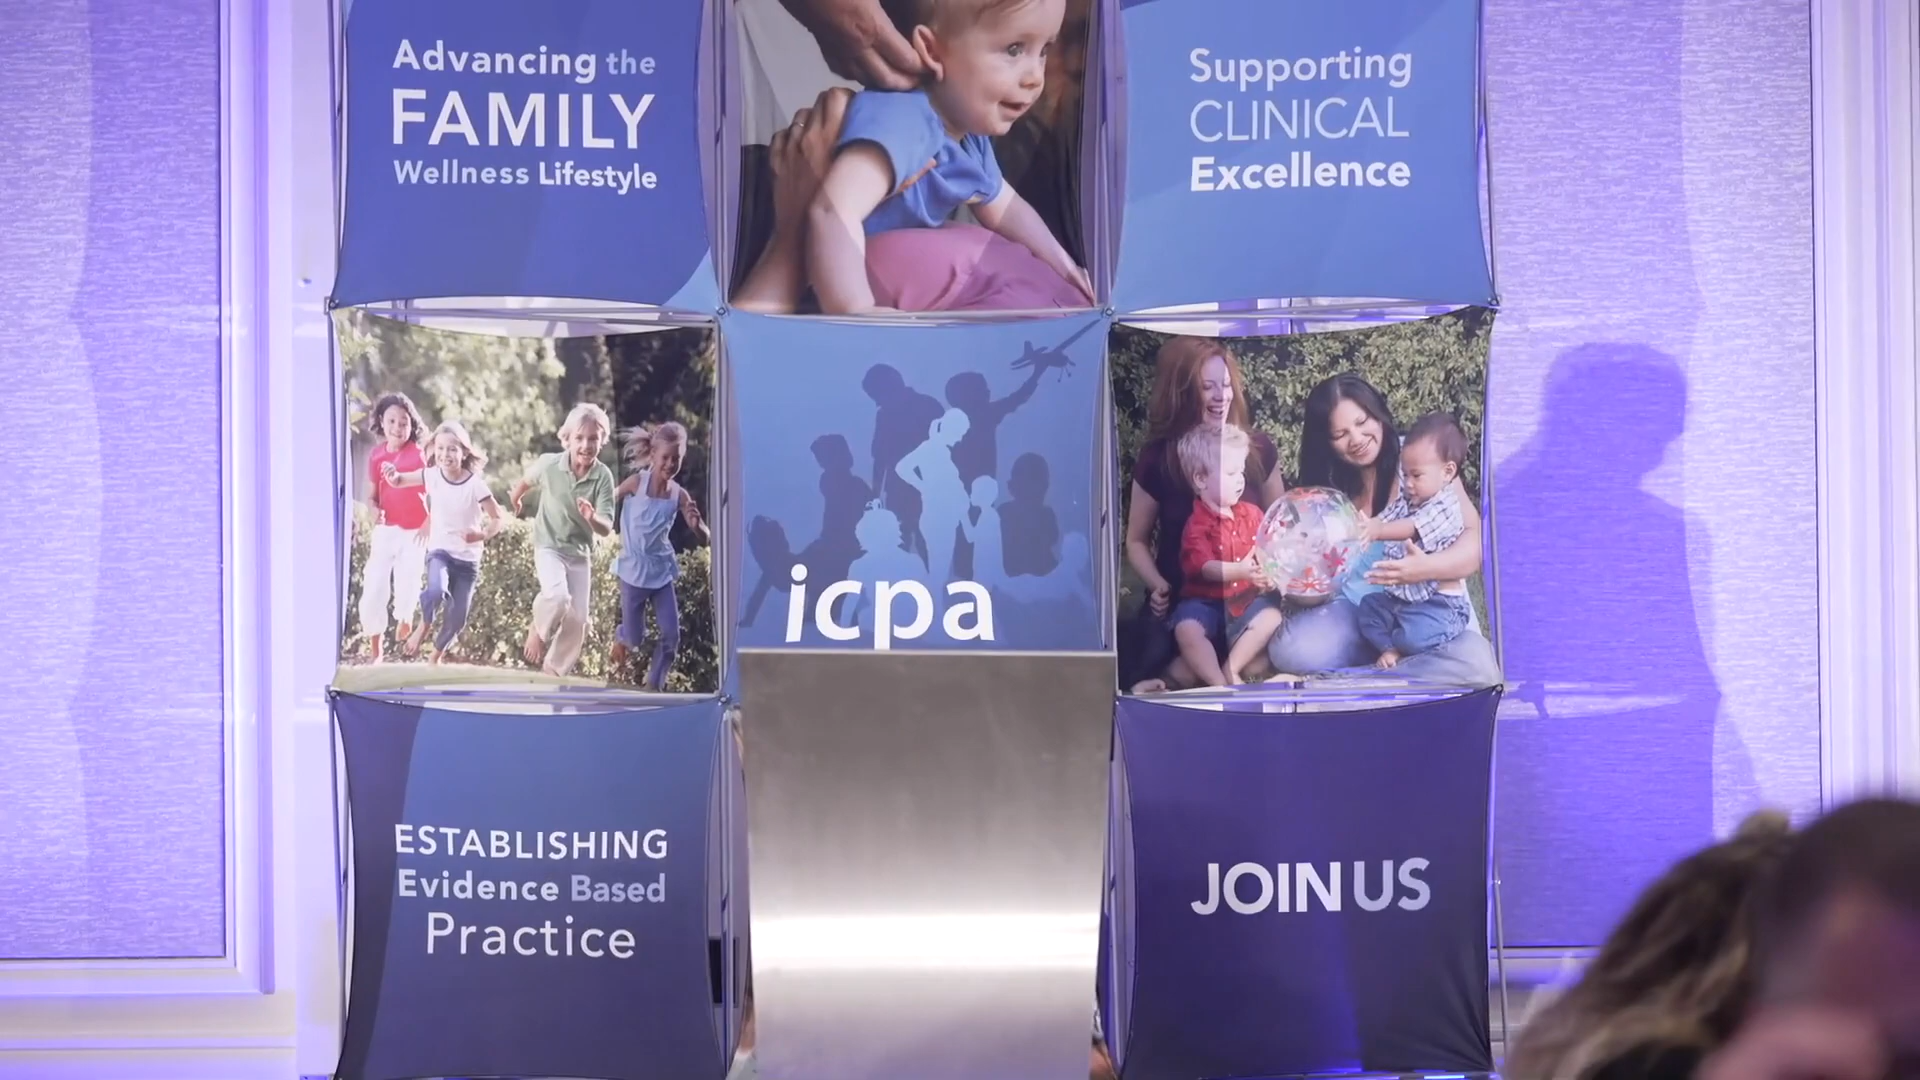 Advancing the
FAMILY
Wellness Lifestyle
Supporting
CLINICAL
Excellence
icpa
ESTABLISHING
Evidence Based
Practice
JOIN US